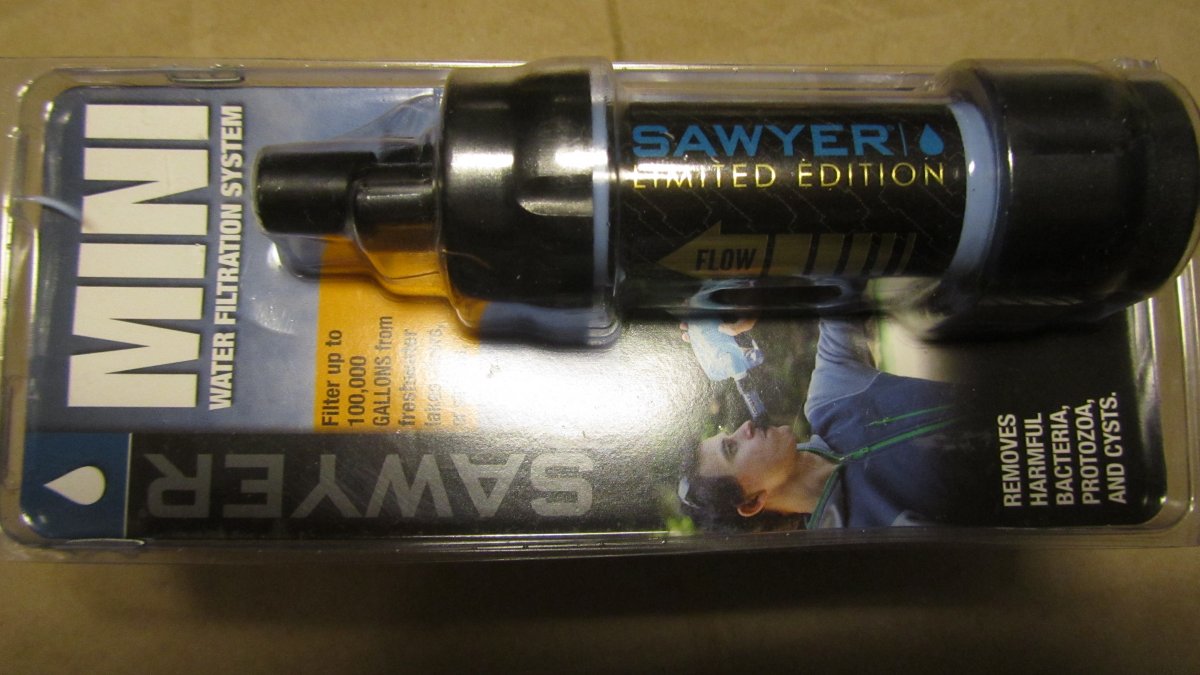 MINI
WATER FILTRATION SYSTEM
SAWYER
LIMITED EDITION
FLOW
Filter up to
100,000
GALLONS from
freshwater
SAWYER
REMOVES
HARMFUL
BACTERIA,
PROTOZOA,
AND CYSTS.